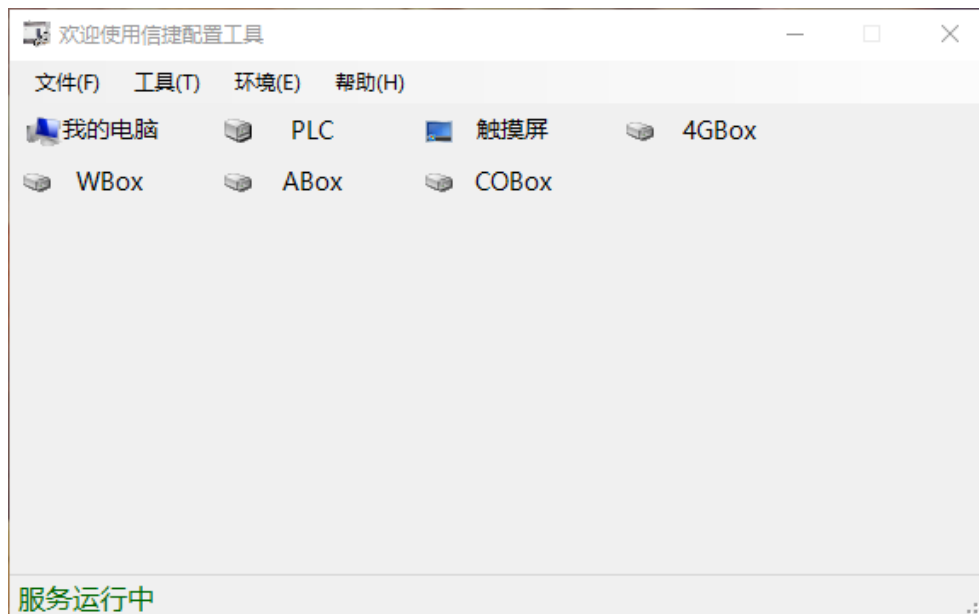 欢迎使用信捷配置工具
文件(F) 工具(T) 环境(E) 帮助(H)
我的电脑 PLC 触摸屏 4GBox
WBox ABox COBox
服务运行中